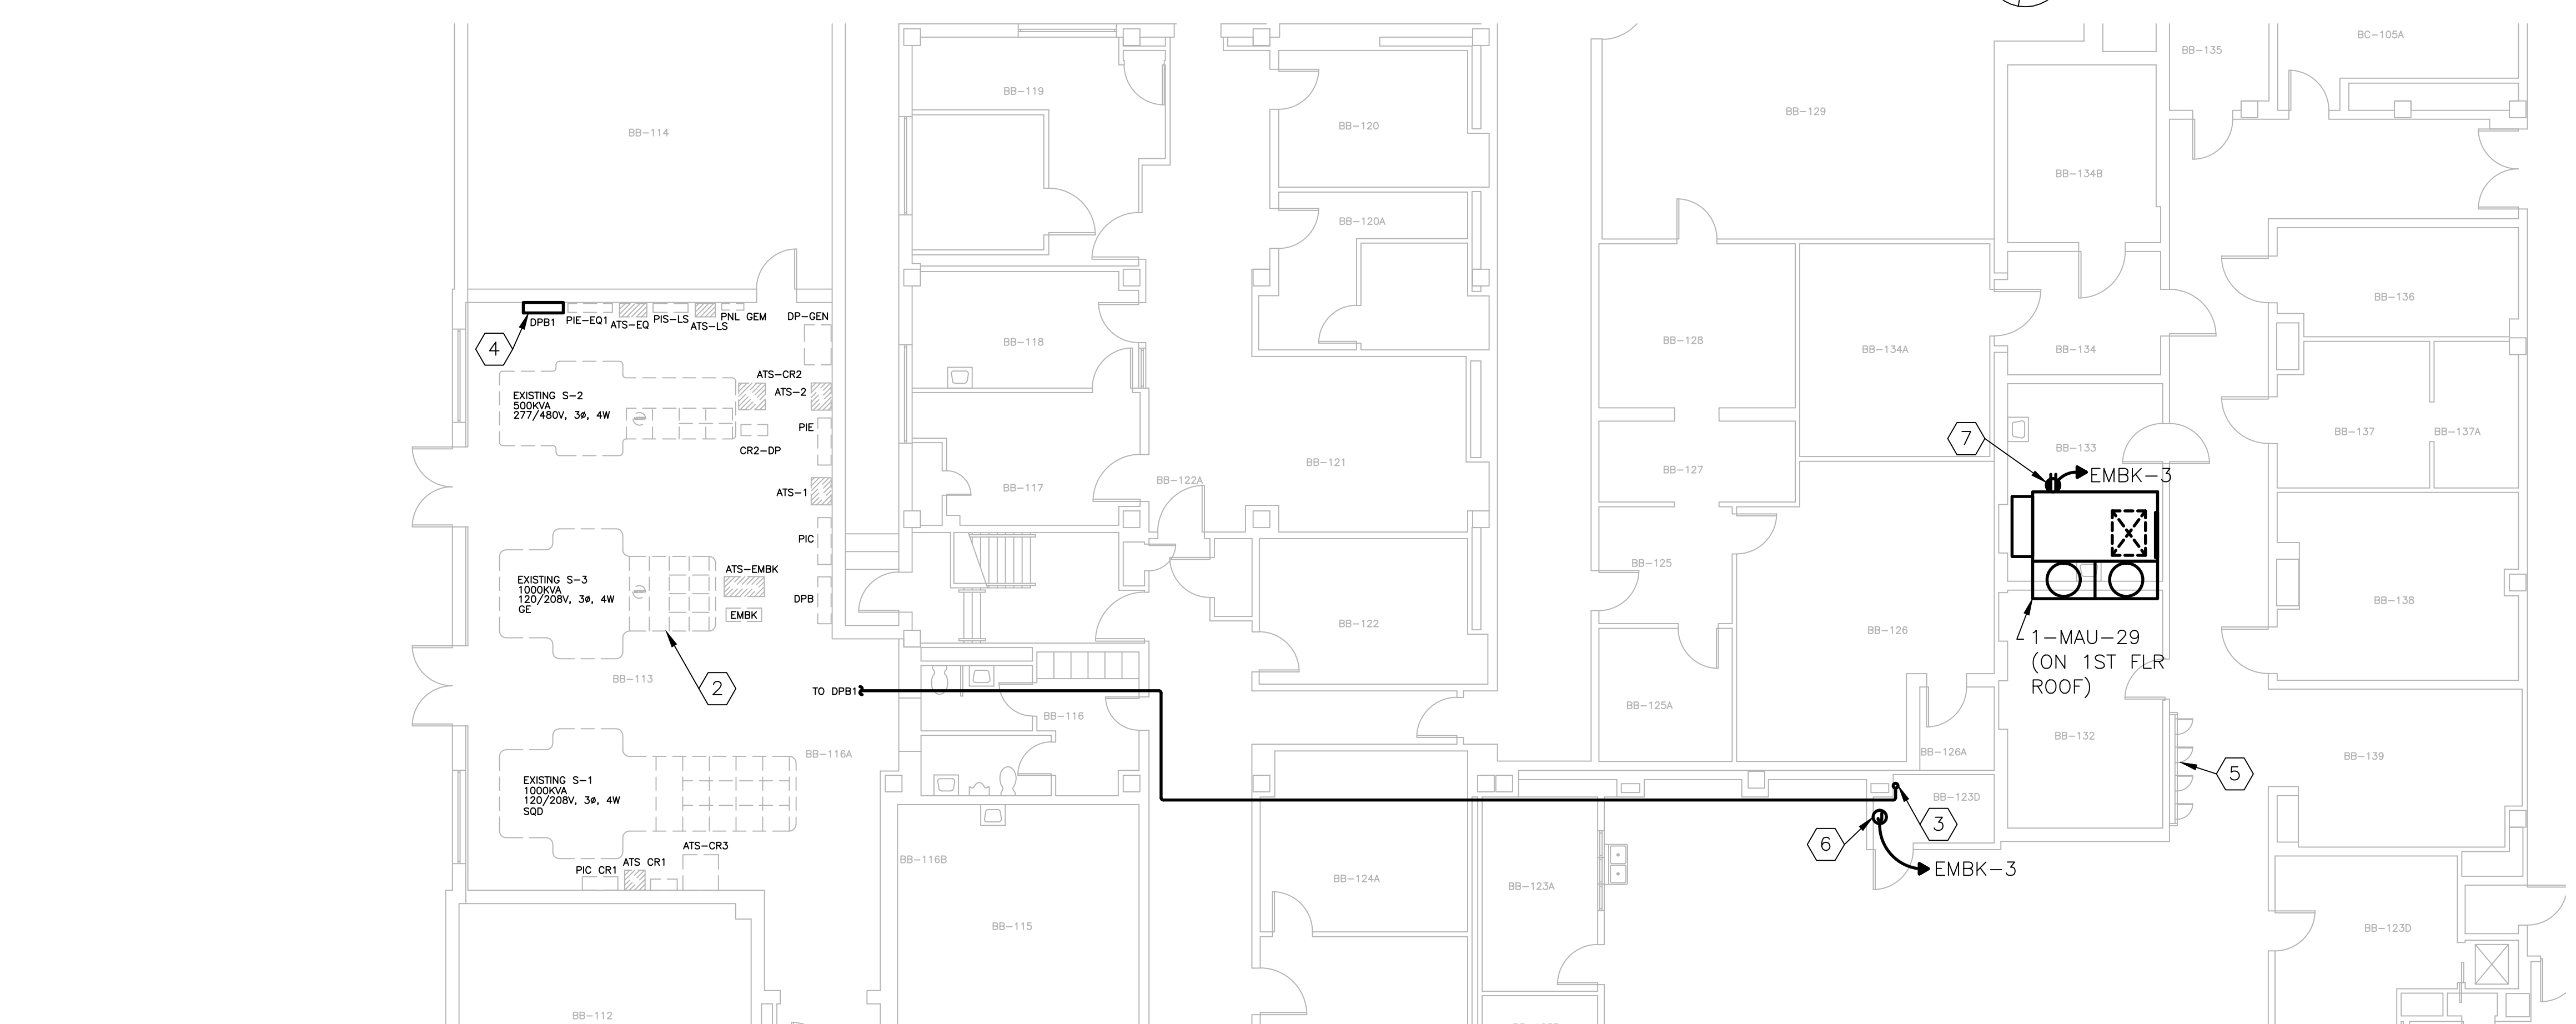 BC-105A
BB-135
BB-119
BB-129
BB-120
BB-114
BB-134B
BB-120A
BB-136
DPB1
PIE-EQ1
ATS-EQ
PIS-LS
ATS-LS
PNL GEM
DP-GEN
4
BB-118
BB-128
BB-134A
BB-134
ATS-CR2
ATS-2
EXISTING S-2
500KVA
277/480V, 3ø, 4W
PIE
CR2-DP
7
BB-133
BB-137
BB-137A
BB-121
BB-127
EMBK-3
BB-122A
BB-117
ATS-1
PIC
BB-125
ATS-EMBK
EXISTING S-3
1000KVA
120/208V, 3ø, 4W
GE
DPB
EMBK
BB-138
BB-122
BB-126
1-MAU-29
(ON 1ST FLR
ROOF)
BB-113
2
TO DPB1
BB-125A
BB-116
BB-132
BB-116A
BB-126A
BB-139
5
EXISTING S-1
1000KVA
120/208V, 3ø, 4W
SQD
BB-123D
3
6
ATS-CR3
ATS CR1
PIC CR1
BB-116B
EMBK-3
BB-124A
BB-123A
BB-115
BB-123D
BB-112